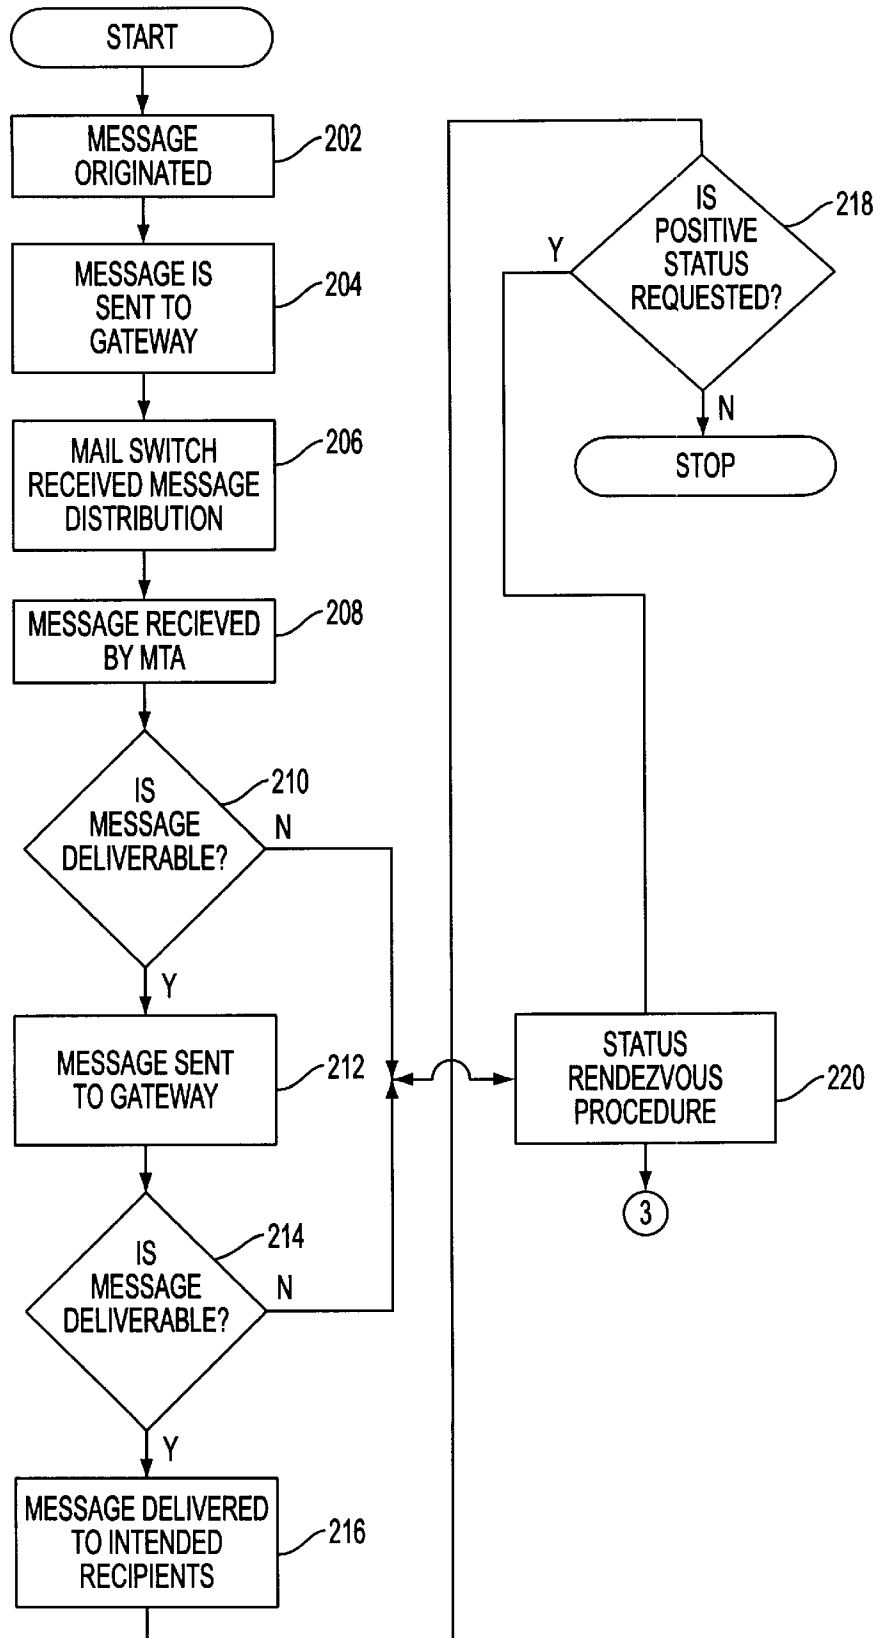 START
MESSAGE
ORIGINATED
202
MESSAGE IS
SENT TO
GATEWAY
204
MAIL SWITCH
RECEIVED MESSAGE
DISTRIBUTION
206
MESSAGE RECIEVED
BY MTA
208
IS
MESSAGE
DELIVERABLE?
210
N
Y
MESSAGE SENT
TO GATEWAY
212
IS
MESSAGE
DELIVERABLE?
214
N
Y
MESSAGE DELIVERED
TO INTENDED
RECIPIENTS
216
IS
POSITIVE
STATUS
REQUESTED?
218
Y
N
STOP
STATUS
RENDEZVOUS
PROCEDURE
220
3